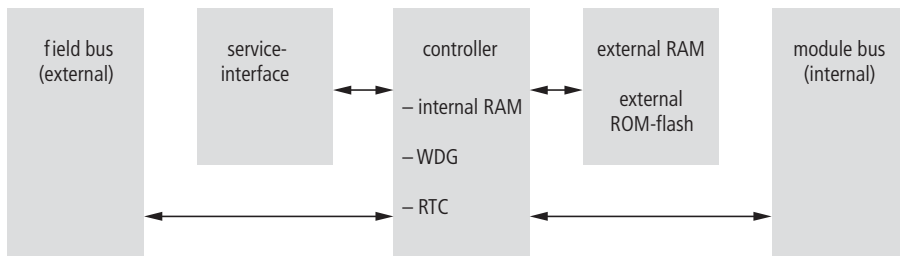 field bus
(external)
service-
interface
controller
– internal RAM
– WDG
– RTC
external RAM
external
ROM-flash
module bus
(internal)